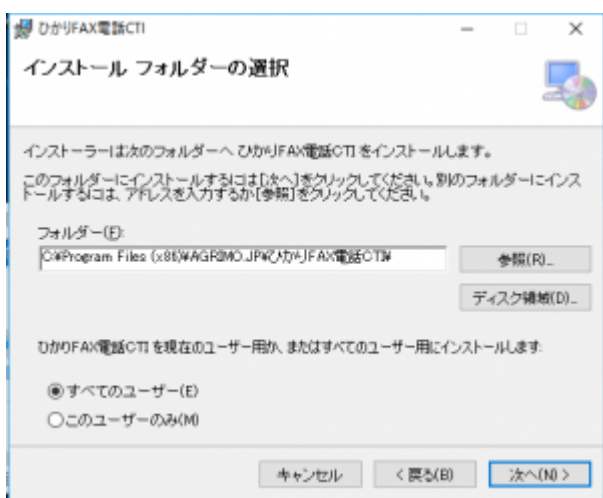 ひかりFAX電話CTI
インストール フォルダーの選択
インストーラーは次のフォルダーへ ひかりFAX電話CTI をインストールします。
このフォルダーにインストールするには[次へ]をクリックしてください。別のフォルダーにインス
トールするには、アドレスを入力するか[参照]をクリックしてください。
フォルダー(F):
C:¥Program Files (x86)¥AGRIMO.JP¥ひかりFAX電話CTI¥
参照(R)...
ディスク領域(D)...
ひかりFAX電話CTI を現在のユーザー用か、またはすべてのユーザー用にインストールします:
すべてのユーザー(E)
このユーザーのみ(M)
キャンセル
< 戻る(B)
次へ(N) >